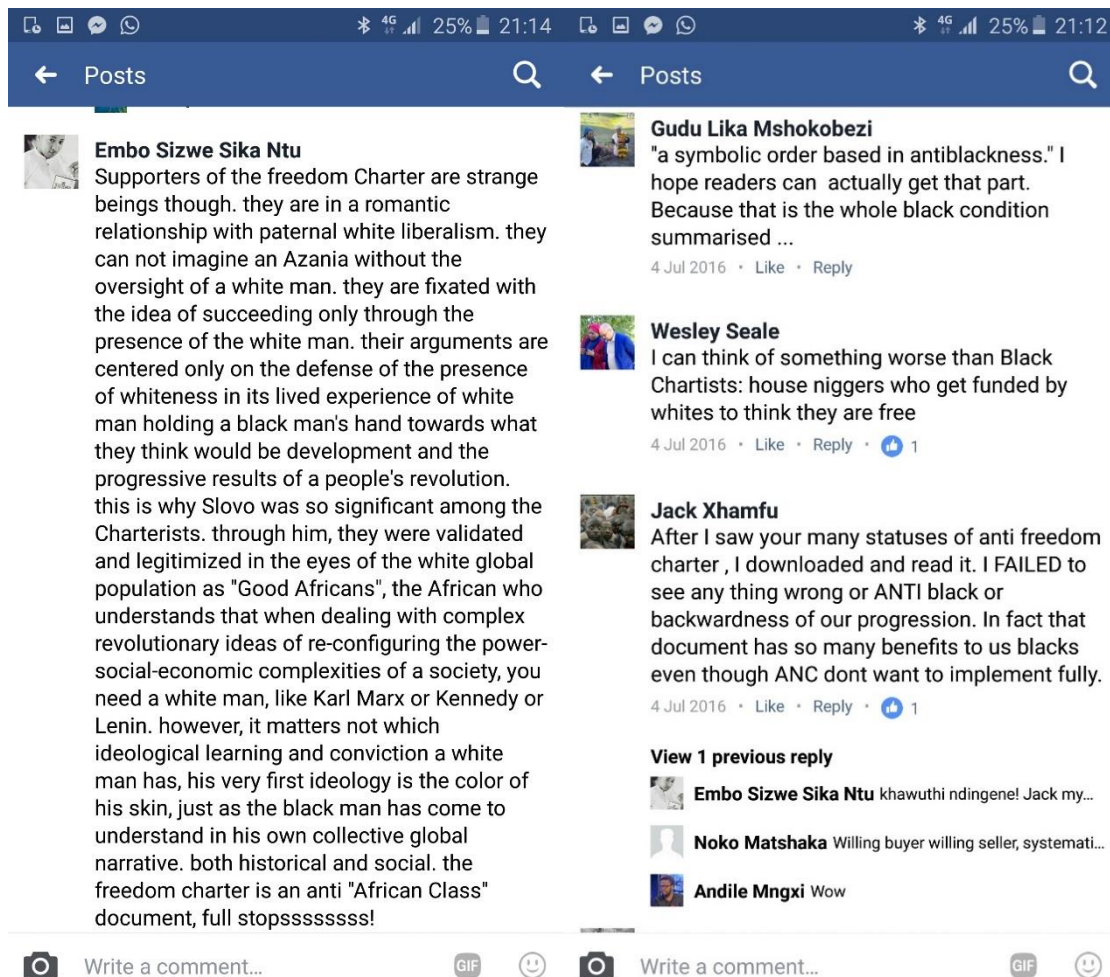 4G 25% 21:14
Posts
Embo Sizwe Sika Ntu
Supporters of the freedom Charter are strange
beings though. they are in a romantic
relationship with paternal white liberalism. they
can not imagine an Azania without the
oversight of a white man. they are fixated with
the idea of succeeding only through the
presence of the white man. their arguments are
centered only on the defense of the presence
of whiteness in its lived experience of white
man holding a black man's hand towards what
they think would be development and the
progressive results of a people's revolution.
this is why Slovo was so significant among the
Charterists. through him, they were validated
and legitimized in the eyes of the white global
population as "Good Africans", the African who
understands that when dealing with complex
revolutionary ideas of re-configuring the power-
social-economic complexities of a society, you
need a white man, like Karl Marx or Kennedy or
Lenin. however, it matters not which
ideological learning and conviction a white
man has, his very first ideology is the color of
his skin, just as the black man has come to
understand in his own collective global
narrative. both historical and social. the
freedom charter is an anti "African Class"
document, full stopssssssss!
Write a comment...
GIF
4G 25% 21:12
Posts
Gudu Lika Mshokobezi
"a symbolic order based in antiblackness." I
hope readers can actually get that part.
Because that is the whole black condition
summarised ...
4 Jul 2016 • Like • Reply
Wesley Seale
I can think of something worse than Black
Chartists: house niggers who get funded by
whites to think they are free
4 Jul 2016 • Like • Reply • 1
Jack Xhamfu
After I saw your many statuses of anti freedom
charter , I downloaded and read it. I FAILED to
see any thing wrong or ANTI black or
backwardness of our progression. In fact that
document has so many benefits to us blacks
even though ANC dont want to implement fully.
4 Jul 2016 • Like • Reply • 1
View 1 previous reply
Embo Sizwe Sika Ntu khawuthi ndingene! Jack my...
Noko Matshaka Willing buyer willing seller, systemati...
Andile Mngxi Wow
Write a comment...
GIF